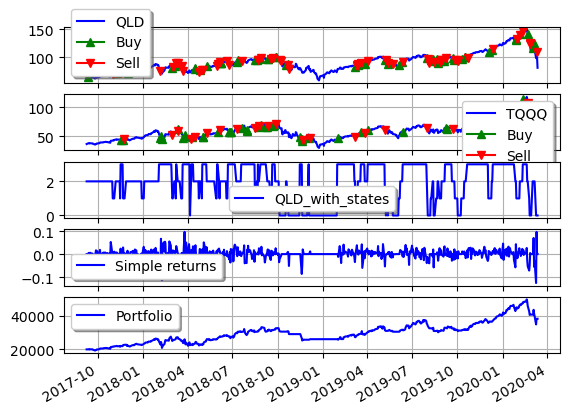 150
100
QLD
Buy
Sell
100
50
TQQQ
Buy
Sell
2
0
QLD_with_states
0.1
0.0
−0.1
Simple returns
40000
20000
Portfolio
2017-10
2018-01
2018-04
2018-07
2018-10
2019-01
2019-04
2019-07
2019-10
2020-01
2020-04